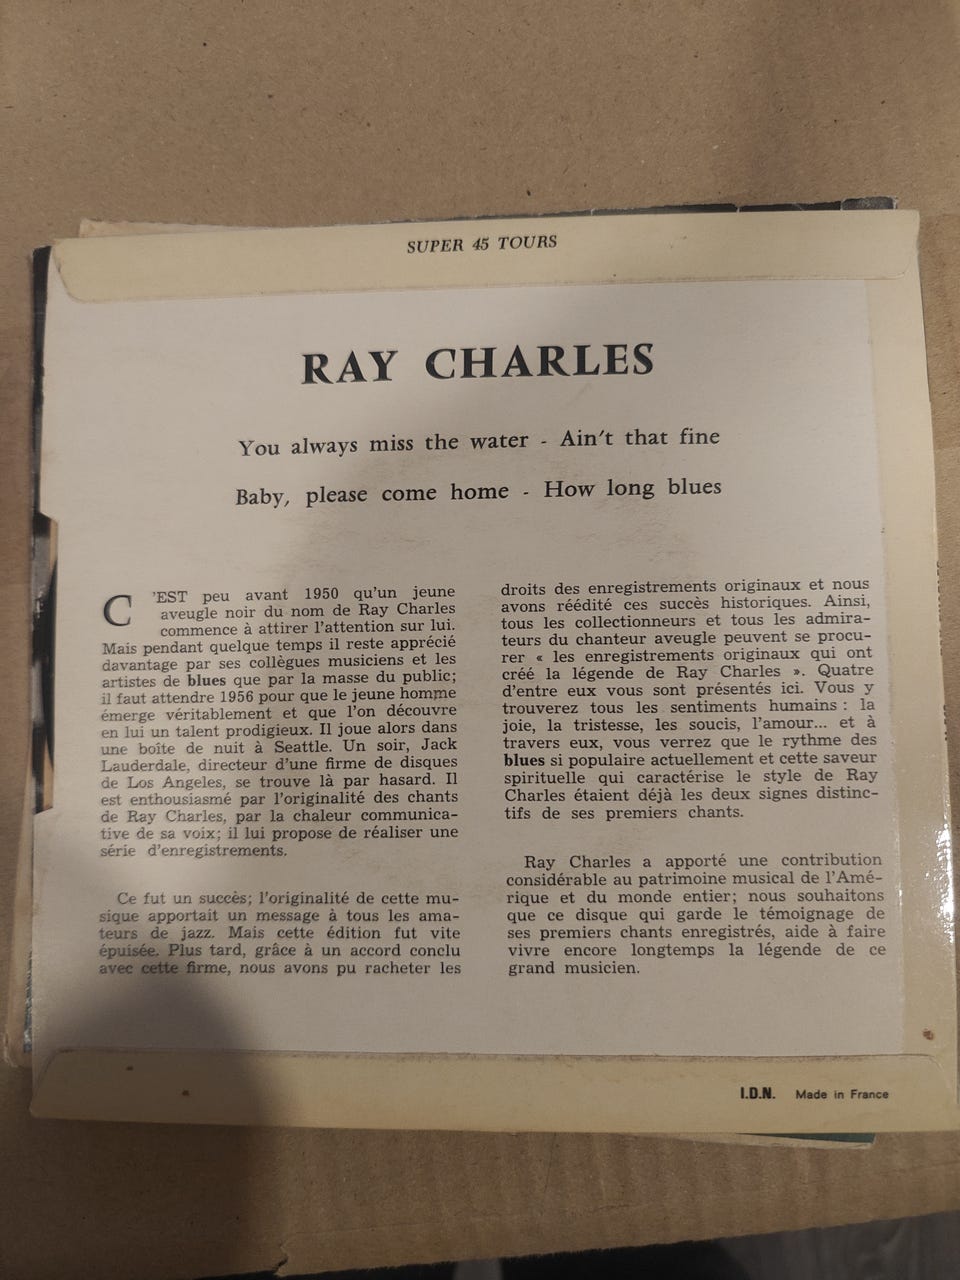 SUPER 45 TOURS
RAY CHARLES
You always miss the water - Ain't that fine
Baby, please come home - How long blues
C'EST peu avant 1950 qu'un jeune
aveugle noir du nom de Ray Charles
commence à attirer l'attention sur lui.
Mais pendant quelque temps il reste apprécié
davantage par ses collègues musiciens et les
artistes de blues que par la masse du public;
il faut attendre 1956 pour que le jeune homme
émerge véritablement et que l'on découvre
en lui un talent prodigieux. Il joue alors dans
une boîte de nuit à Seattle. Un soir, Jack
Lauderdale, directeur d'une firme de disques
de Los Angeles, se trouve là par hasard. Il
est enthousiasmé par l'originalité des chants
de Ray Charles, par la chaleur communica-
tive de sa voix; il lui propose de réaliser une
série d'enregistrements.
Ce fut un succès; l'originalité de cette mu-
sique apportait un message à tous les ama-
teurs de jazz. Mais cette édition fut vite
épuisée. Plus tard, grâce à un accord conclu
avec cette firme, nous avons pu racheter les
droits des enregistrements originaux et nous
avons réédité ces succès historiques. Ainsi,
tous les collectionneurs et tous les admira-
teurs du chanteur aveugle peuvent se procu-
rer « les enregistrements originaux qui ont
créé la légende de Ray Charles ». Quatre
d'entre eux vous sont présentés ici. Vous y
trouverez tous les sentiments humains : la
joie, la tristesse, les soucis, l'amour... et à
travers eux, vous verrez que le rythme des
blues si populaire actuellement et cette saveur
spirituelle qui caractérise le style de Ray
Charles étaient déjà les deux signes distinc-
tifs de ses premiers chants.
Ray Charles a apporté une contribution
considérable au patrimoine musical de l'Amé-
rique et du monde entier; nous souhaitons
que ce disque qui garde le témoignage de
ses premiers chants enregistrés, aide à faire
vivre encore longtemps la légende de ce
grand musicien.
I.D.N. Made in France